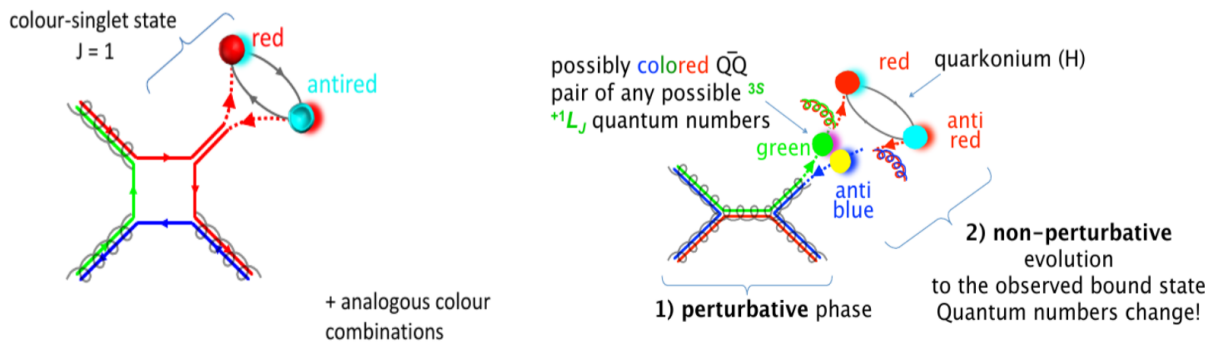 colour-singlet state
J = 1
red
antired
+ analogous colour
combinations
possibly colored QQ̄
pair of any possible ³ˢ
⁺¹L_J quantum numbers
green
anti
blue
red
quarkonium (H)
anti
red
1) perturbative phase
2) non-perturbative
evolution
to the observed bound state
Quantum numbers change!